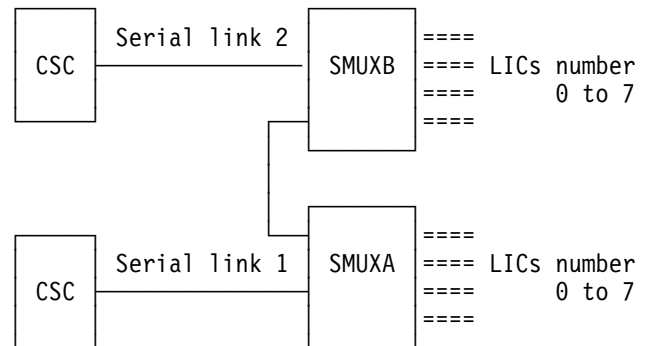 Serial link 2
CSC
SMUXB
====
==== LICs number
==== 0 to 7
====
Serial link 1
CSC
SMUXA
====
==== LICs number
==== 0 to 7
====